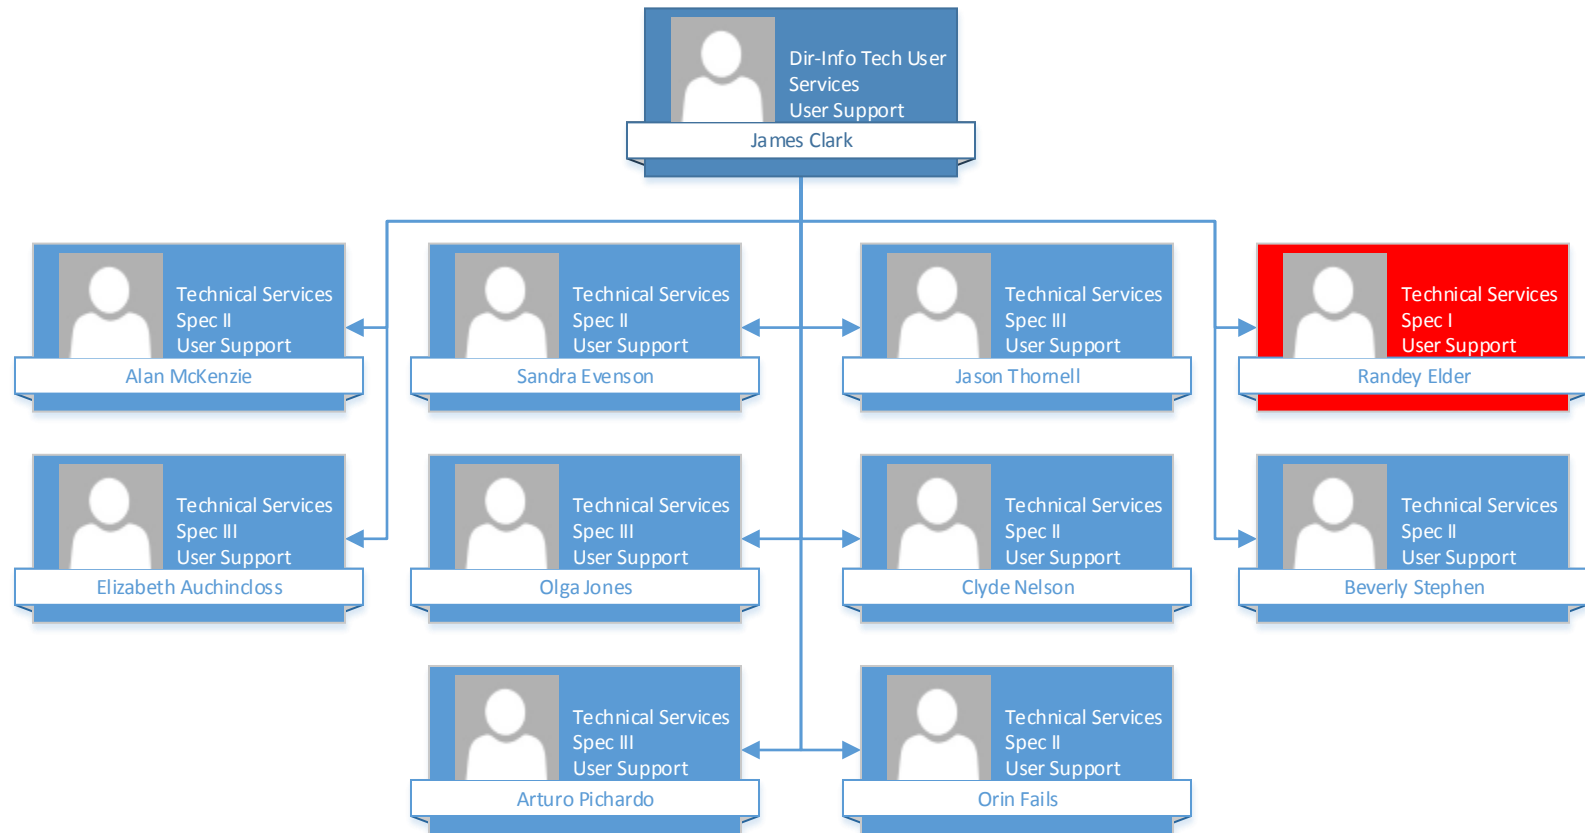 Dir-Info Tech User
Services
User Support
James Clark
Technical Services
Spec II
User Support
Alan McKenzie
Technical Services
Spec II
User Support
Sandra Evenson
Technical Services
Spec III
User Support
Jason Thornell
Technical Services
Spec I
User Support
Randey Elder
Technical Services
Spec III
User Support
Elizabeth Auchincloss
Technical Services
Spec III
User Support
Olga Jones
Technical Services
Spec II
User Support
Clyde Nelson
Technical Services
Spec II
User Support
Beverly Stephen
Technical Services
Spec III
User Support
Arturo Pichardo
Technical Services
Spec II
User Support
Orin Fails